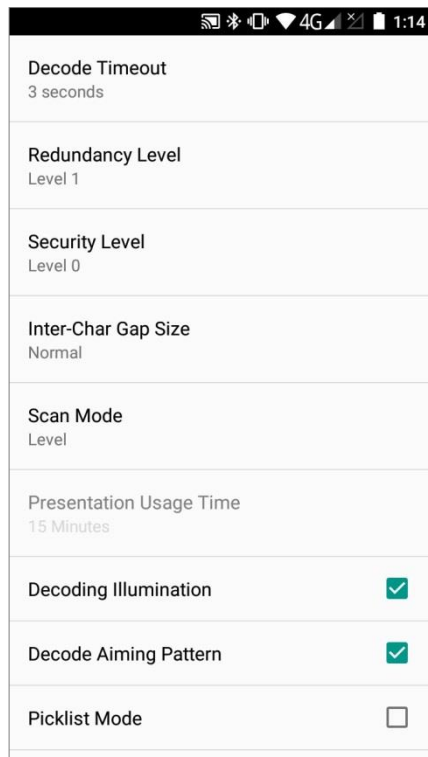 4G 1:14
Decode Timeout
3 seconds
Redundancy Level
Level 1
Security Level
Level 0
Inter-Char Gap Size
Normal
Scan Mode
Level
Presentation Usage Time
15 Minutes
Decoding Illumination
Decode Aiming Pattern
Picklist Mode